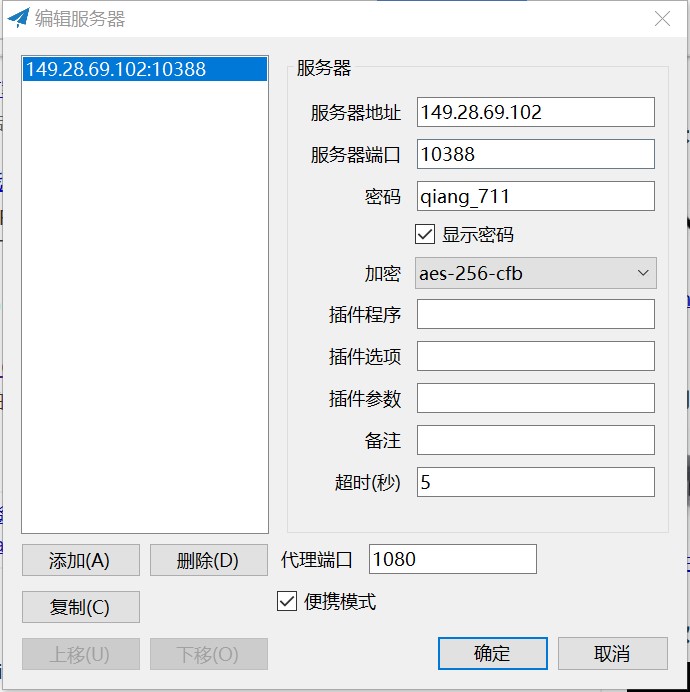 编辑服务器
149.28.69.102:10388
服务器
服务器地址 149.28.69.102
服务器端口 10388
密码 qiang_711
显示密码
加密 aes-256-cfb
插件程序
插件选项
插件参数
备注
超时(秒) 5
添加(A) 删除(D) 代理端口 1080
复制(C) 便携模式
上移(U) 下移(O) 确定 取消